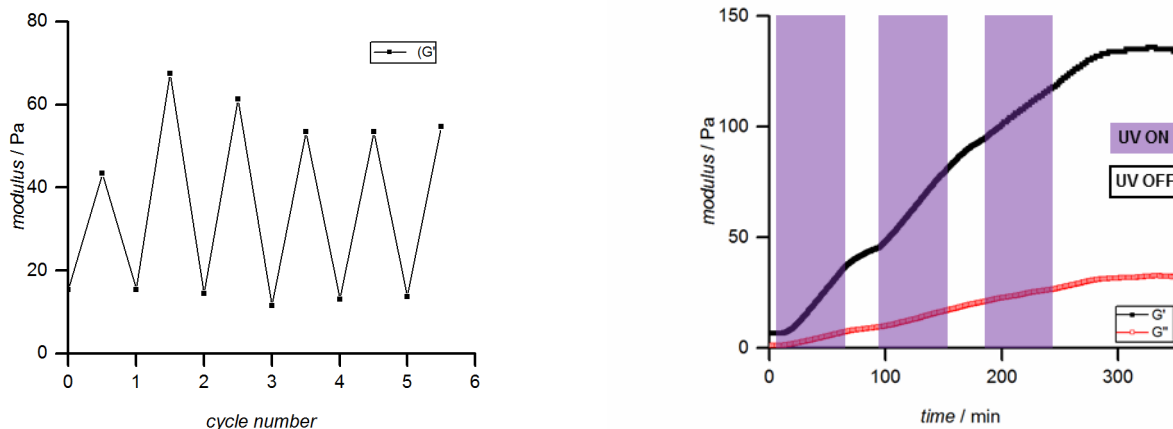 80
60
40
20
0
modulus / Pa
(G'
0 1 2 3 4 5 6
cycle number
150
100
50
0
modulus / Pa
UV ON
UV OFF
G'
G"
0 100 200 300
time / min